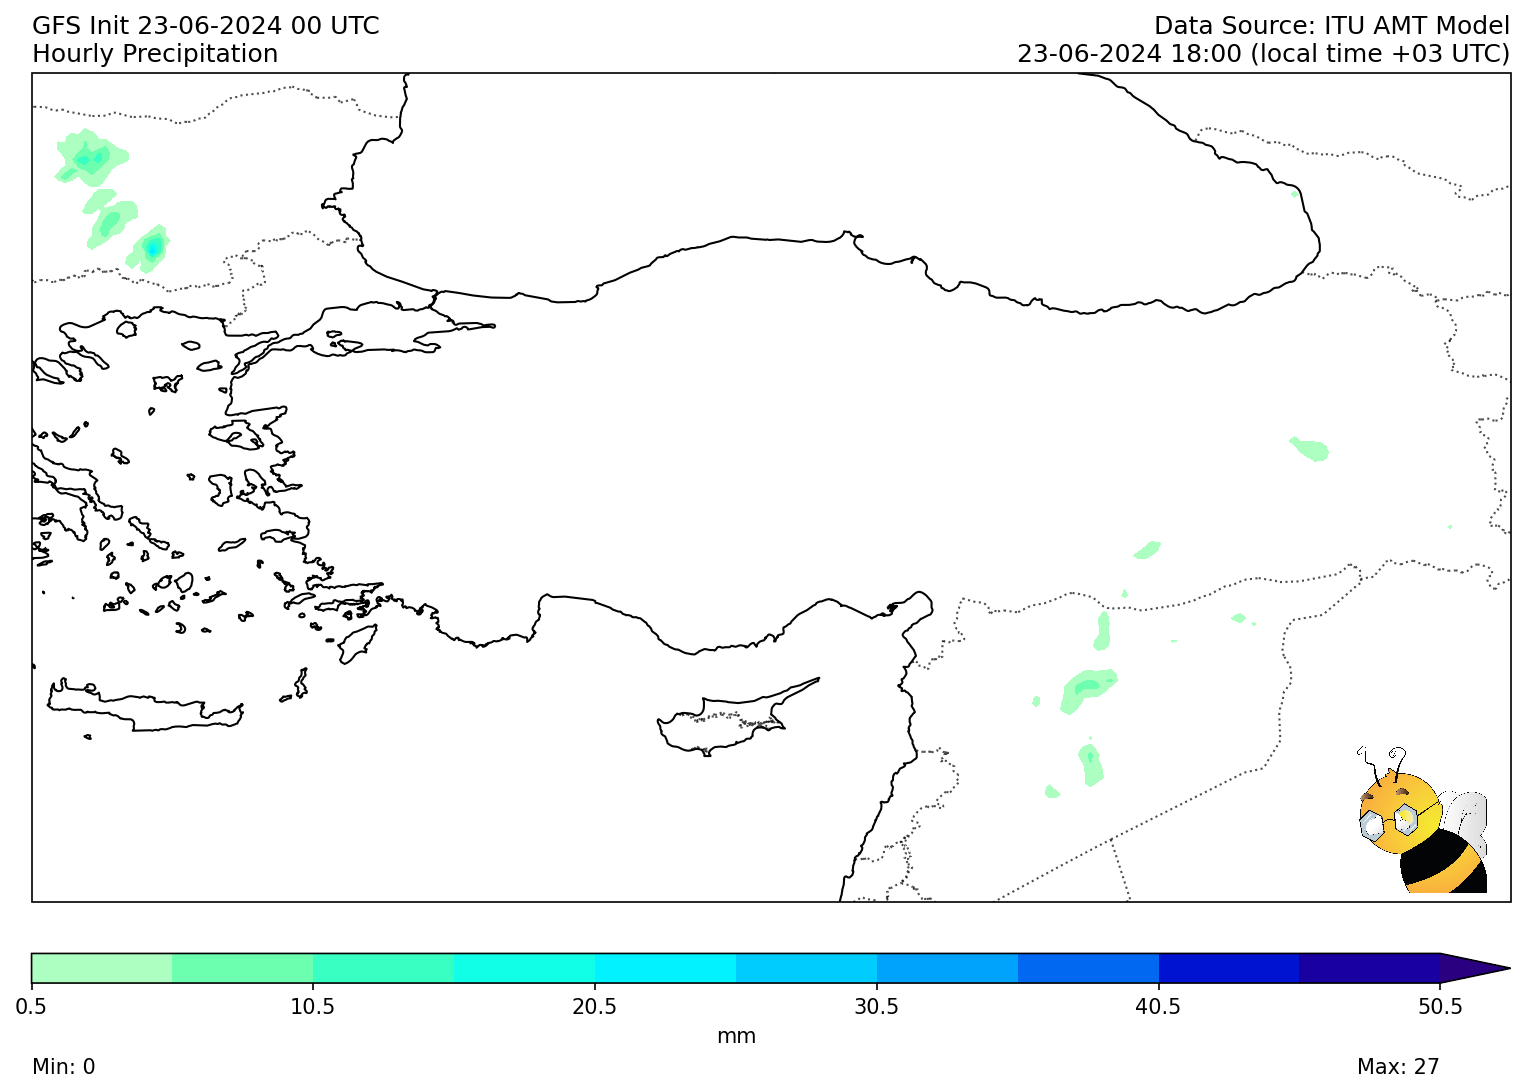 GFS Init 23-06-2024 00 UTC
Data Source: ITU AMT Model
Hourly Precipitation
23-06-2024 18:00 (local time +03 UTC)
0.5 10.5 20.5 30.5 40.5 50.5
mm
Min: 0
Max: 27